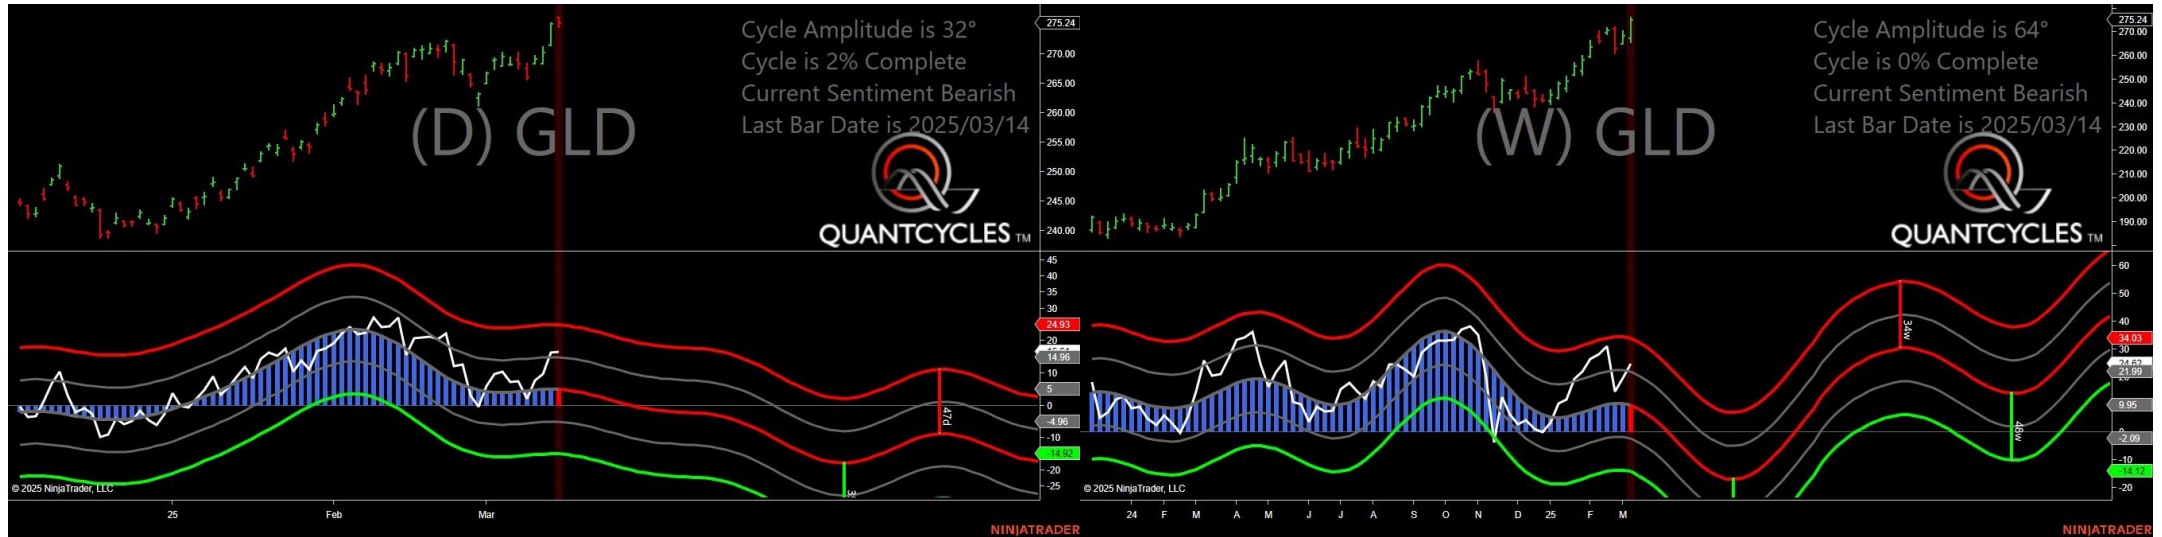 Cycle Amplitude is 32°
Cycle is 2% Complete
Current Sentiment Bearish
Last Bar Date is 2025/03/14
(D) GLD
QUANTCYCLES TM
275.24
270.00
265.00
260.00
255.00
250.00
245.00
240.00
45
40
35
30
24.93
20
14.96
10
5
0
-4.96
-10
-14.92
-20
-25
47d
© 2025 NinjaTrader, LLC
25 Feb Mar
NINJATRADER
Cycle Amplitude is 64°
Cycle is 0% Complete
Current Sentiment Bearish
Last Bar Date is 2025/03/14
(W) GLD
QUANTCYCLES TM
275.24
270.00
260.00
250.00
240.00
230.00
220.00
210.00
200.00
190.00
60
50
40
34.03
30
24.62
21.99
9.95
-2.09
-10
-14.12
-20
34w
48w
© 2025 NinjaTrader, LLC
24 F M A M J J A S O N D 25 F M
NINJATRADER